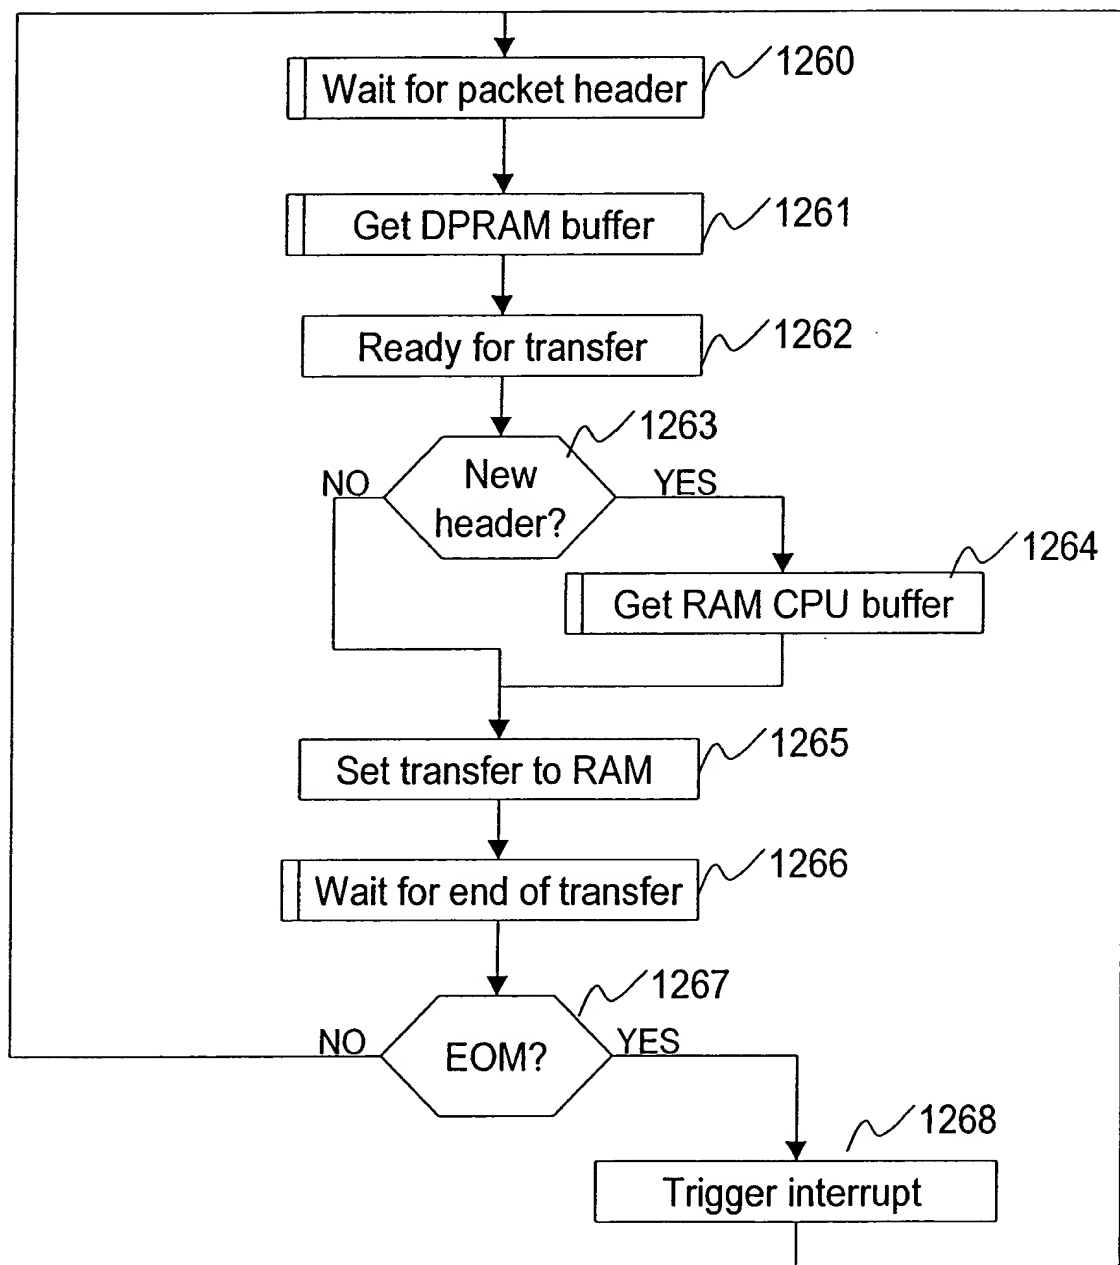 1260
Wait for packet header
1261
Get DPRAM buffer
1262
Ready for transfer
1263
New
header?
NO
YES
1264
Get RAM CPU buffer
1265
Set transfer to RAM
1266
Wait for end of transfer
1267
EOM?
NO
YES
1268
Trigger interrupt